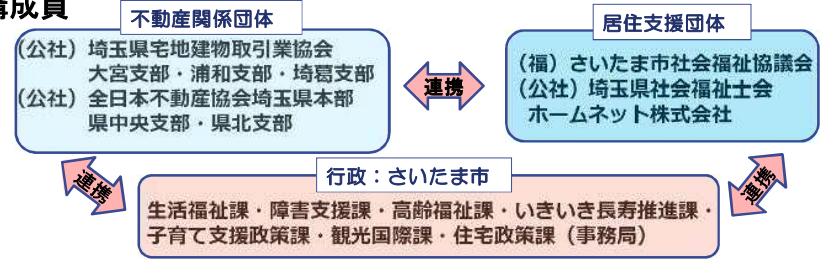 構成員
不動産関係団体
(公社)埼玉県宅地建物取引業協会
大宮支部・浦和支部・埼葛支部
(公社)全日本不動産協会埼玉県本部
県中央支部・県北支部
連携
居住支援団体
(福)さいたま市社会福祉協議会
(公社)埼玉県社会福祉士会
ホームネット株式会社
連携
連携
行政:さいたま市
生活福祉課・障害支援課・高齢福祉課・いきいき長寿推進課・
子育て支援政策課・観光国際課・住宅政策課(事務局)